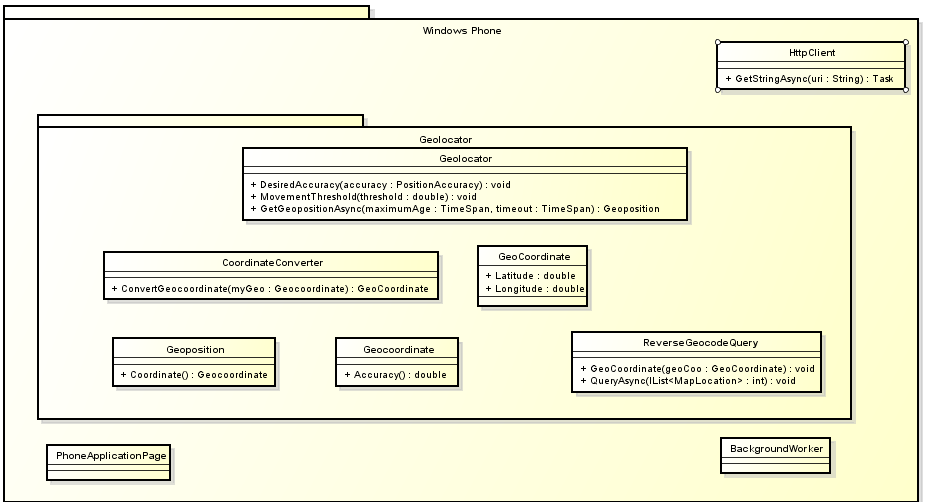 Windows Phone
HttpClient
+ GetStringAsync(uri : String) : Task
Geolocator
Geolocator
+ DesiredAccuracy(accuracy : PositionAccuracy) : void
+ MovementThreshold(threshold : double) : void
+ GetGeopositionAsync(maximumAge : TimeSpan, timeout : TimeSpan) : Geoposition
CoordinateConverter
+ ConvertGeocoordinate(myGeo : Geocoordinate) : GeoCoordinate
GeoCoordinate
+ Latitude : double
+ Longitude : double
Geoposition
+ Coordinate() : Geocoordinate
Geocoordinate
+ Accuracy() : double
ReverseGeocodeQuery
+ GeoCoordinate(geoCoo : GeoCoordinate) : void
+ QueryAsync(IList<MapLocation> : int) : void
PhoneApplicationPage
BackgroundWorker